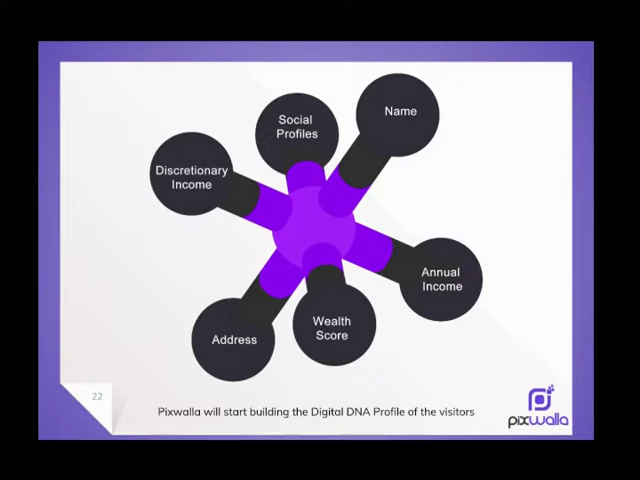 Name
Social
Profiles
Discretionary
Income
Annual
Income
Wealth
Score
Address
22
Pixwalla will start building the Digital DNA Profile of the visitors
pixwalla